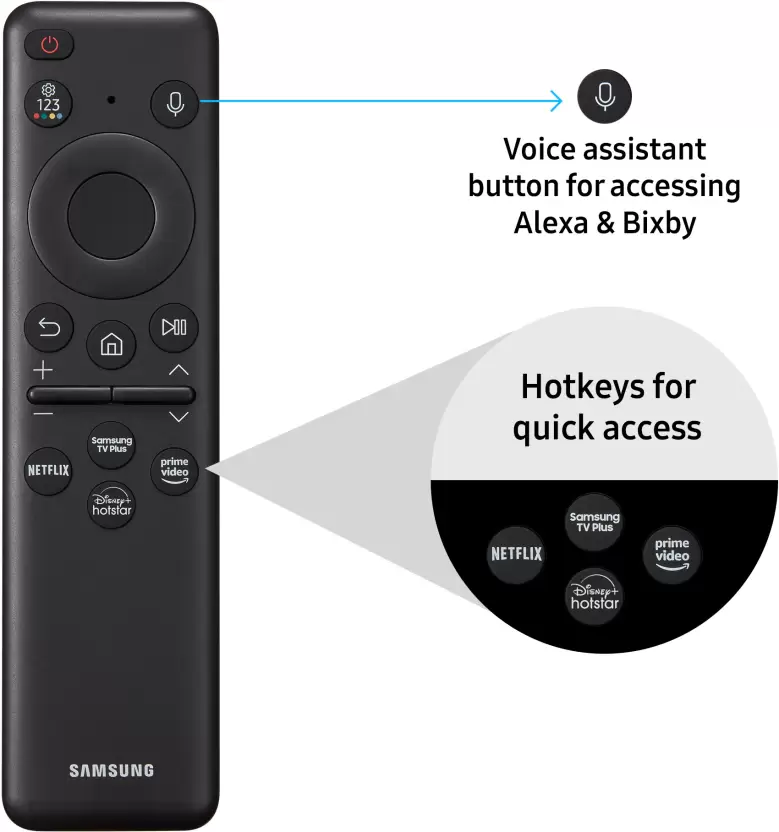 123
Voice assistant
button for accessing
Alexa & Bixby
Hotkeys for
quick access
Samsung
TV Plus
NETFLIX
prime
video
Disney+
hotstar
Samsung
TV Plus
NETFLIX
prime
video
Disney+
hotstar
SAMSUNG